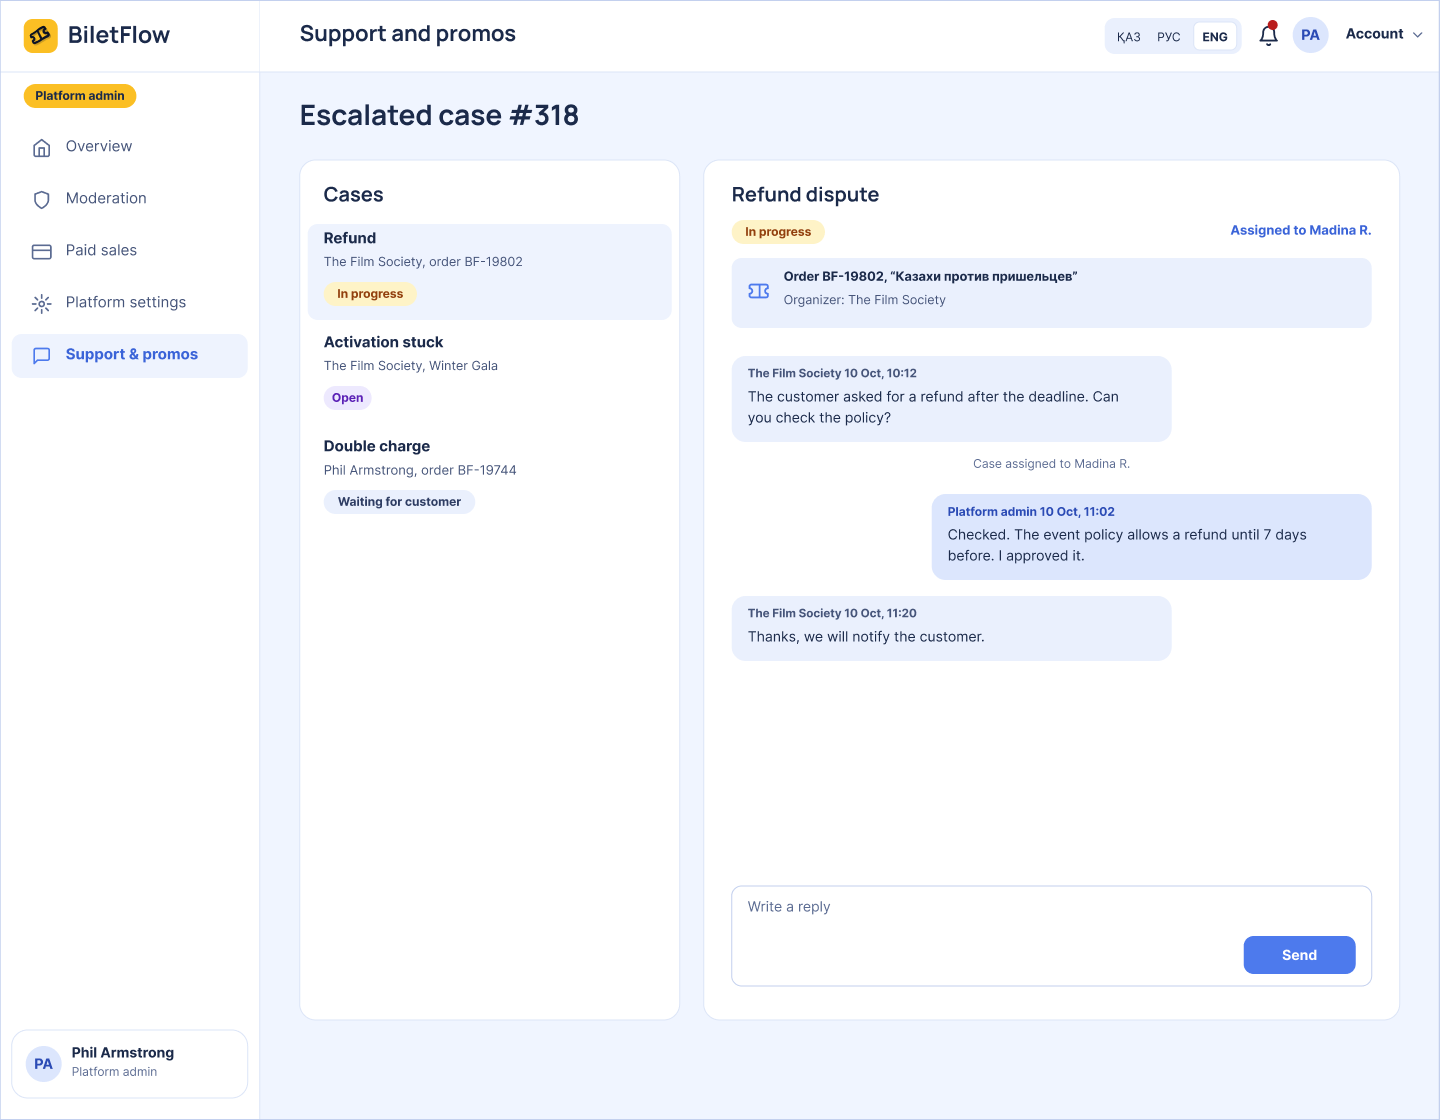 BiletFlow
Support and promos
ҚАЗ РУС ENG
PA
Account
Platform admin
Overview
Moderation
Paid sales
Platform settings
Support & promos
Phil Armstrong
PA
Platform admin
Escalated case #318
Cases
Refund
The Film Society, order BF-19802
In progress
Activation stuck
The Film Society, Winter Gala
Open
Double charge
Phil Armstrong, order BF-19744
Waiting for customer
Refund dispute
In progress
Assigned to Madina R.
Order BF-19802, “Казахи против пришельцев”
Organizer: The Film Society
The Film Society 10 Oct, 10:12
The customer asked for a refund after the deadline. Can
you check the policy?
Case assigned to Madina R.
Platform admin 10 Oct, 11:02
Checked. The event policy allows a refund until 7 days
before. I approved it.
The Film Society 10 Oct, 11:20
Thanks, we will notify the customer.
Write a reply
Send